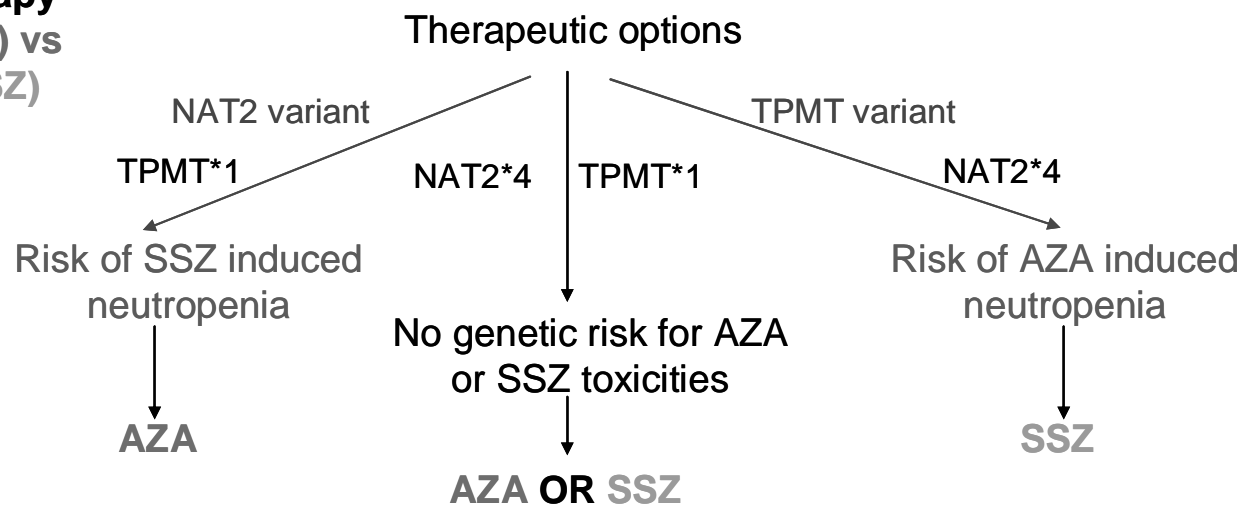 ) vs
Therapeutic options
NAT2 variant
TPMT variant
TPMT*1
NAT2*4
TPMT*1
NAT2*4
Risk of SSZ induced
neutropenia
Risk of AZA induced
neutropenia
No genetic risk for AZA
or SSZ toxicities
AZA
SSZ
AZA OR SSZ